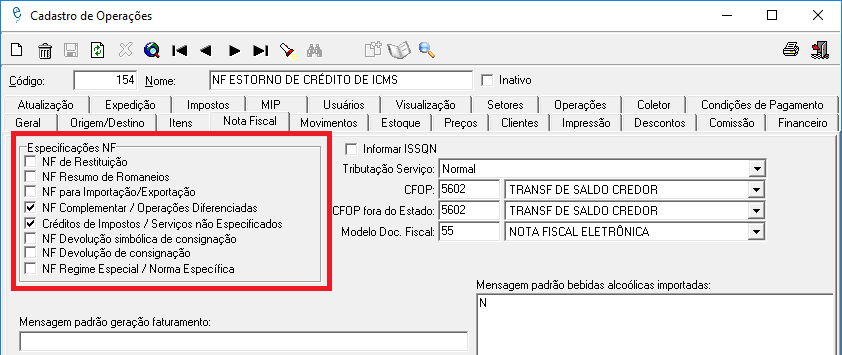 Cadastro de Operações
Código: 154 Nome: NF ESTORNO DE CRÉDITO DE ICMS Inativo
Atualização Expedição Impostos MIP Usuários Visualização Setores Operações Coletor Condições de Pagamento
Geral Origem/Destino Itens Nota Fiscal Movimentos Estoque Preços Clientes Impressão Descontos Comissão Financeiro
Especificações NF
NF de Restituição
NF Resumo de Romaneios
NF para Importação/Exportação
NF Complementar / Operações Diferenciadas
Créditos de Impostos / Serviços não Especificados
NF Devolução simbólica de consignação
NF Devolução de consignação
NF Regime Especial / Norma Específica
Informar ISSQN
Tributação Serviço: Normal
CFOP: 5602 TRANSF DE SALDO CREDOR
CFOP fora do Estado: 5602 TRANSF DE SALDO CREDOR
Modelo Doc. Fiscal: 55 NOTA FISCAL ELETRÔNICA
Mensagem padrão bebidas alcoólicas importadas:
N
Mensagem padrão geração faturamento: